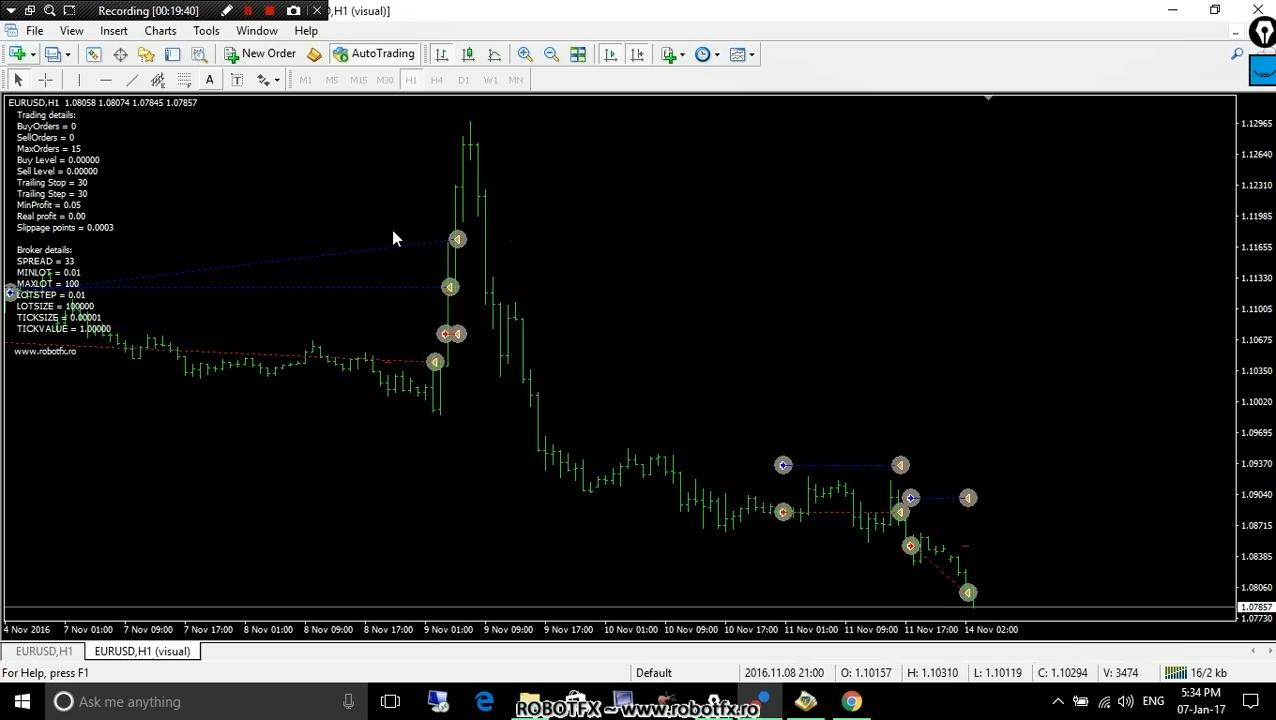 Recording [00:19:40]
,H1 (visual)]
File View Insert Charts Tools Window Help
New Order AutoTrading
A T M1 M5 M15 M30 H1 H4 D1 W1 MN
EURUSD,H1 1.08058 1.08074 1.07845 1.07857
Trading details:
BuyOrders = 0
SellOrders = 0
MaxOrders = 15
Buy Level = 0.00000
Sell Level = 0.00000
Trailing Stop = 30
Trailing Step = 30
MinProfit = 0.05
Real profit = 0.00
Slippage points = 0.0003
Broker details:
SPREAD = 33
MINLOT = 0.01
MAXLOT = 100
LOTSTEP = 0.01
LOTSIZE = 100000
TICKSIZE = 0.00001
TICKVALUE = 1.00000
www.robotfx.ro
1.12965
1.12640
1.12310
1.11985
1.11655
1.11330
1.11005
1.10675
1.10350
1.10020
1.09695
1.09370
1.09040
1.08715
1.08385
1.08060
1.07857
1.07730
4 Nov 2016 7 Nov 01:00 7 Nov 09:00 7 Nov 17:00 8 Nov 01:00 8 Nov 09:00 8 Nov 17:00 9 Nov 01:00 9 Nov 09:00 9 Nov 17:00 10 Nov 01:00 10 Nov 09:00 10 Nov 17:00 11 Nov 01:00 11 Nov 09:00 11 Nov 17:00 14 Nov 02:00
EURUSD,H1 EURUSD,H1 (visual)
For Help, press F1 Default 2016.11.08 21:00 O: 1.10157 H: 1.10310 L: 1.10119 C: 1.10294 V: 3474 16/2 kb
Ask me anything ENG 5:34 PM
07-Jan-17
ROBOTFX ~ www.robotfx.ro